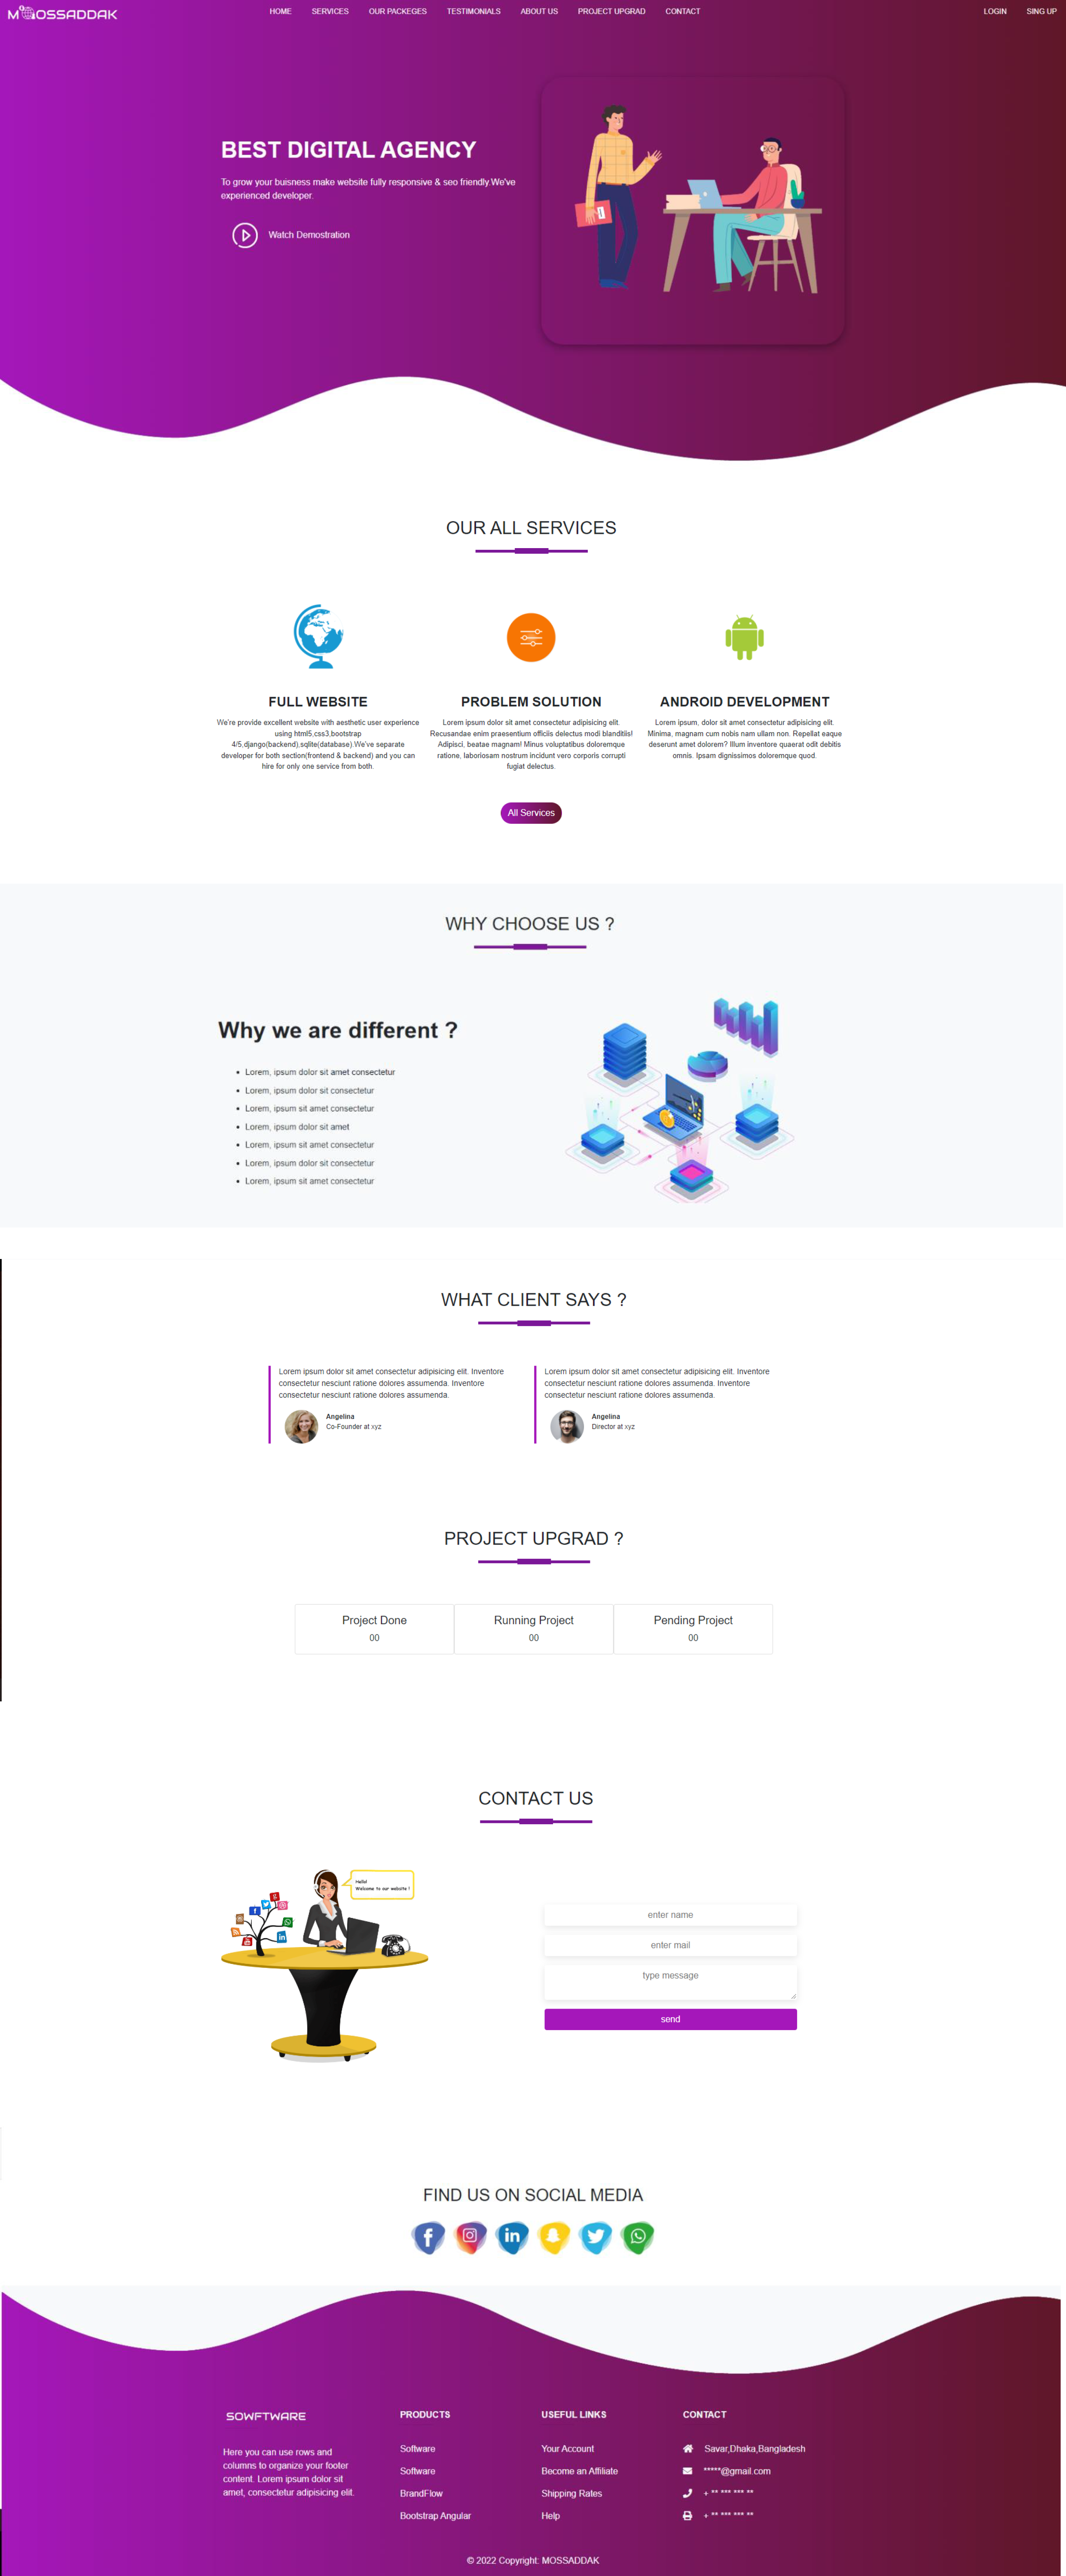 MOSSADDAK
HOME SERVICES OUR PACKEGES TESTIMONIALS ABOUT US PROJECT UPGRAD CONTACT
LOGIN SING UP
BEST DIGITAL AGENCY
To grow your buisness make website fully responsive & seo friendly.We've
experienced developer.
Watch Demostration
OUR ALL SERVICES
FULL WEBSITE
We're provide excellent website with aesthetic user experience
using html5,css3,bootstrap
4/5,django(backend),sqlite(database).We've separate
developer for both section(frontend & backend) and you can
hire for only one service from both.
PROBLEM SOLUTION
Lorem ipsum dolor sit amet consectetur adipisicing elit.
Recusandae enim praesentium officiis delectus modi blanditiis!
Adipisci, beatae magnam! Minus voluptatibus doloremque
ratione, laboriosam nostrum incidunt vero corporis corrupti
fugiat delectus.
ANDROID DEVELOPMENT
Lorem ipsum, dolor sit amet consectetur adipisicing elit.
Minima, magnam cum nobis nam ullam non. Repellat eaque
deserunt amet dolorem? Illum inventore quaerat odit debitis
omnis. Ipsam dignissimos doloremque quod.
All Services
WHY CHOOSE US ?
Why we are different ?
Lorem, ipsum dolor sit amet consectetur
Lorem, ipsum dolor sit consectetur
Lorem, ipsum sit amet consectetur
Lorem, ipsum dolor sit amet
Lorem, ipsum sit amet consectetur
Lorem, ipsum dolor sit consectetur
Lorem, ipsum sit amet consectetur
WHAT CLIENT SAYS ?
Lorem ipsum dolor sit amet consectetur adipisicing elit. Inventore
consectetur nesciunt ratione dolores assumenda. Inventore
consectetur nesciunt ratione dolores assumenda.
Angelina
Co-Founder at xyz
Lorem ipsum dolor sit amet consectetur adipisicing elit. Inventore
consectetur nesciunt ratione dolores assumenda. Inventore
consectetur nesciunt ratione dolores assumenda.
Angelina
Director at xyz
PROJECT UPGRAD ?
Project Done
00
Running Project
00
Pending Project
00
CONTACT US
Hello!
Welcome to our website !
enter name
enter mail
type message
send
FIND US ON SOCIAL MEDIA
SOWFTWARE
Here you can use rows and
columns to organize your footer
content. Lorem ipsum dolor sit
amet, consectetur adipisicing elit.
PRODUCTS
Software
Software
BrandFlow
Bootstrap Angular
USEFUL LINKS
Your Account
Become an Affiliate
Shipping Rates
Help
CONTACT
Savar,Dhaka,Bangladesh
*****@gmail.com
+ ** *** *** **
+ ** *** *** **
© 2022 Copyright: MOSSADDAK